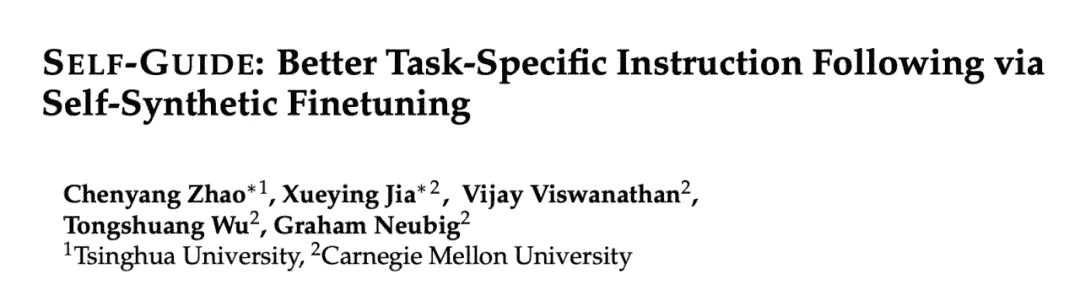 SELF-GUIDE: Better Task-Specific Instruction Following via
Self-Synthetic Finetuning
Chenyang Zhao*1, Xueying Jia*2, Vijay Viswanathan2,
Tongshuang Wu2, Graham Neubig2
1Tsinghua University, 2Carnegie Mellon University